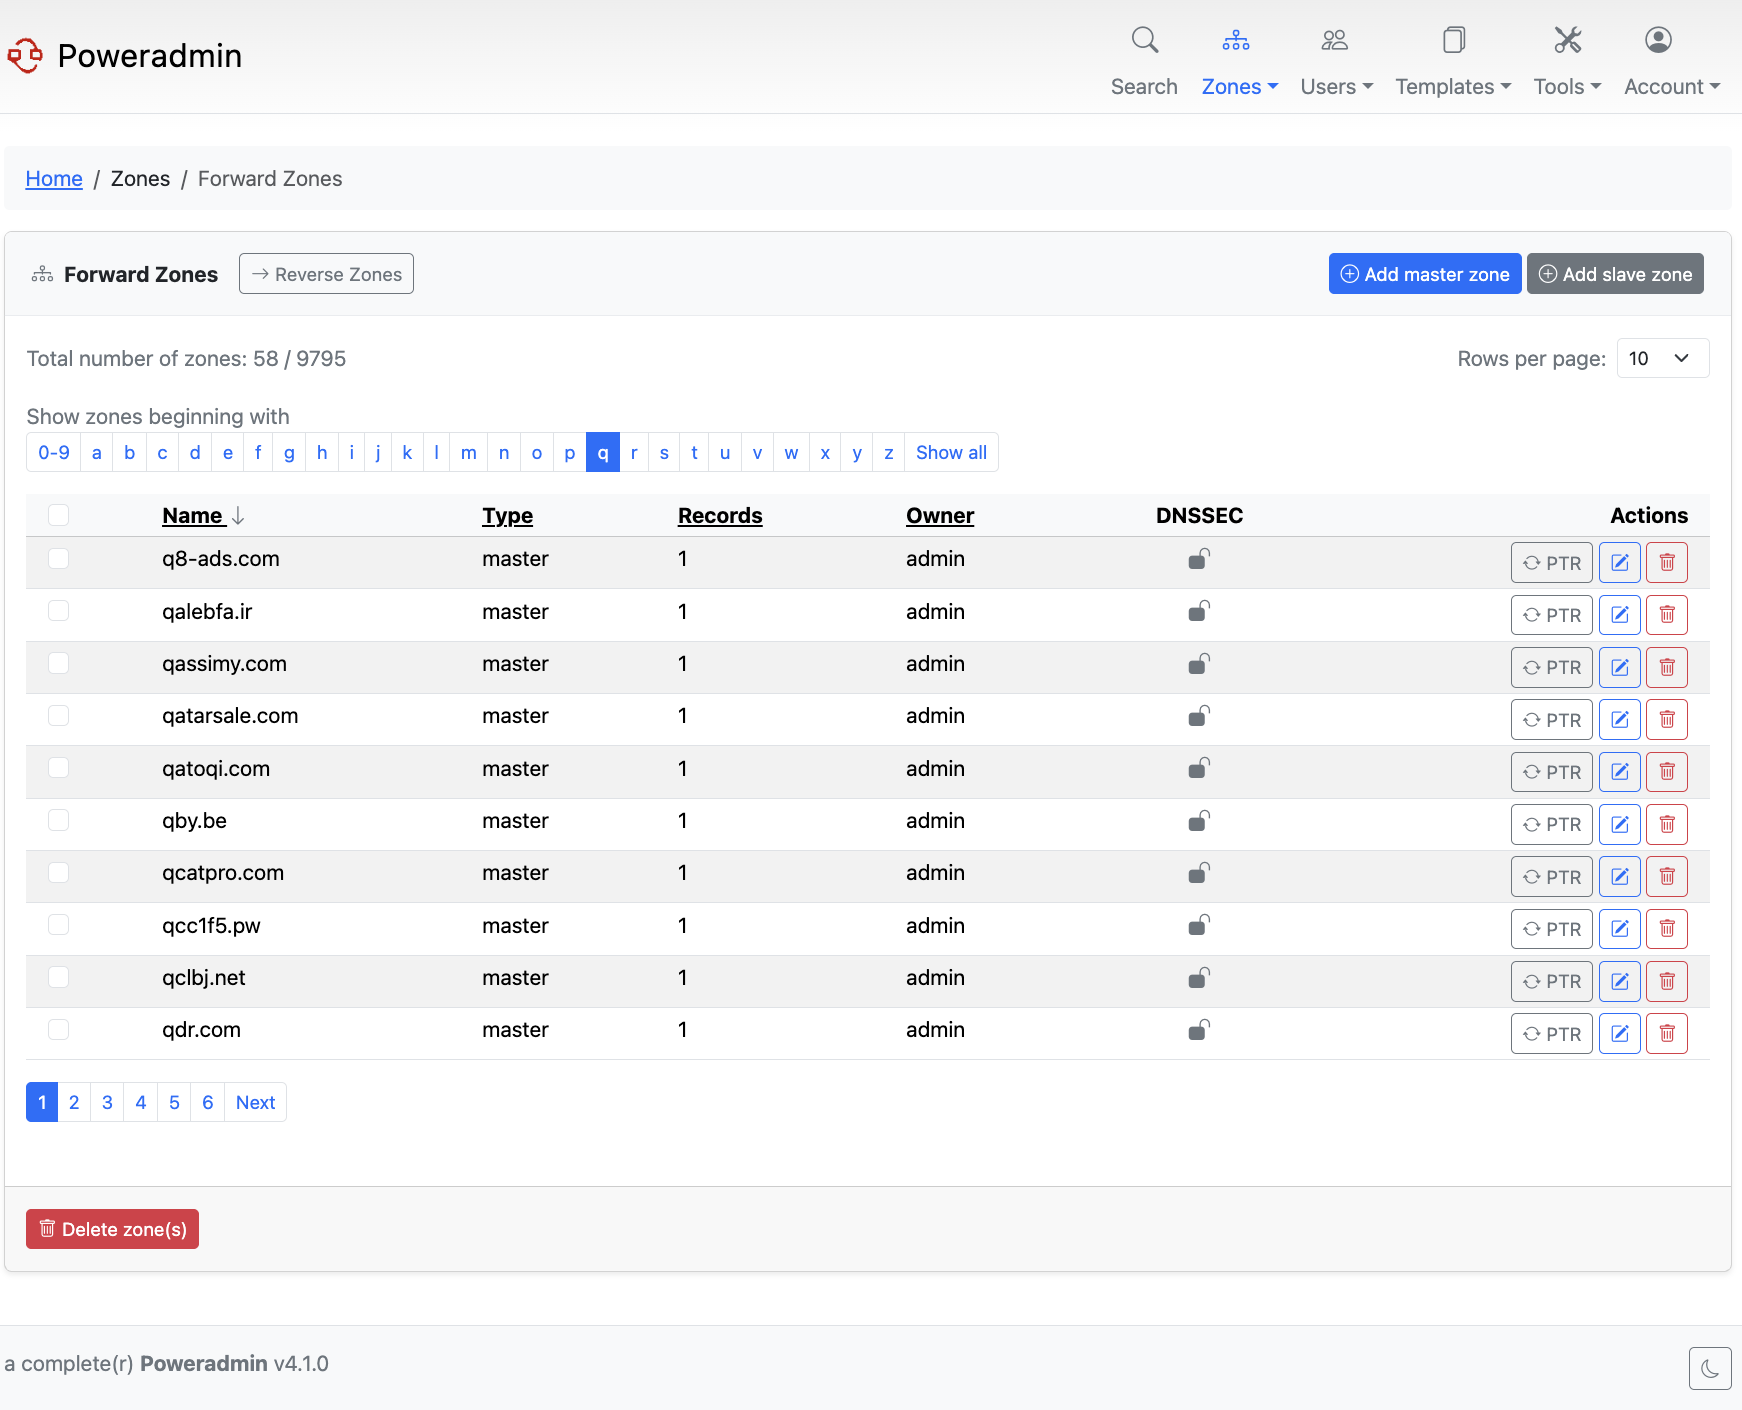 Poweradmin
Search Zones Users Templates Tools Account
Home / Zones / Forward Zones
Forward Zones Reverse Zones Add master zone Add slave zone
Total number of zones: 58 / 9795 Rows per page: 10
Show zones beginning with
0-9 a b c d e f g h i j k l m n o p q r s t u v w x y z Show all
Name Type Records Owner DNSSEC Actions
q8-ads.com master 1 admin PTR
qalebfa.ir master 1 admin PTR
qassimy.com master 1 admin PTR
qatarsale.com master 1 admin PTR
qatoqi.com master 1 admin PTR
qby.be master 1 admin PTR
qcatpro.com master 1 admin PTR
qcc1f5.pw master 1 admin PTR
qclbj.net master 1 admin PTR
qdr.com master 1 admin PTR
1 2 3 4 5 6 Next
Delete zone(s)
a complete(r) Poweradmin v4.1.0